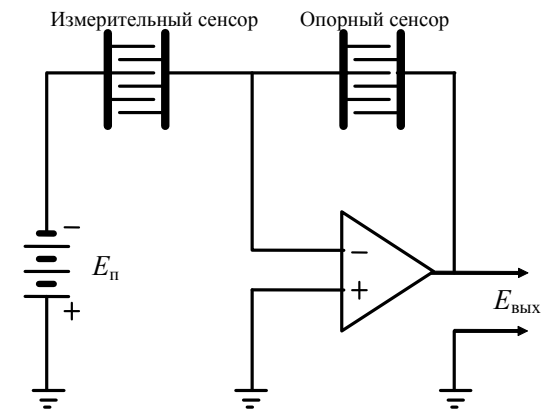 Измерительный сенсор
Опорный сенсор
−
Eп
+
−
+
Eвых